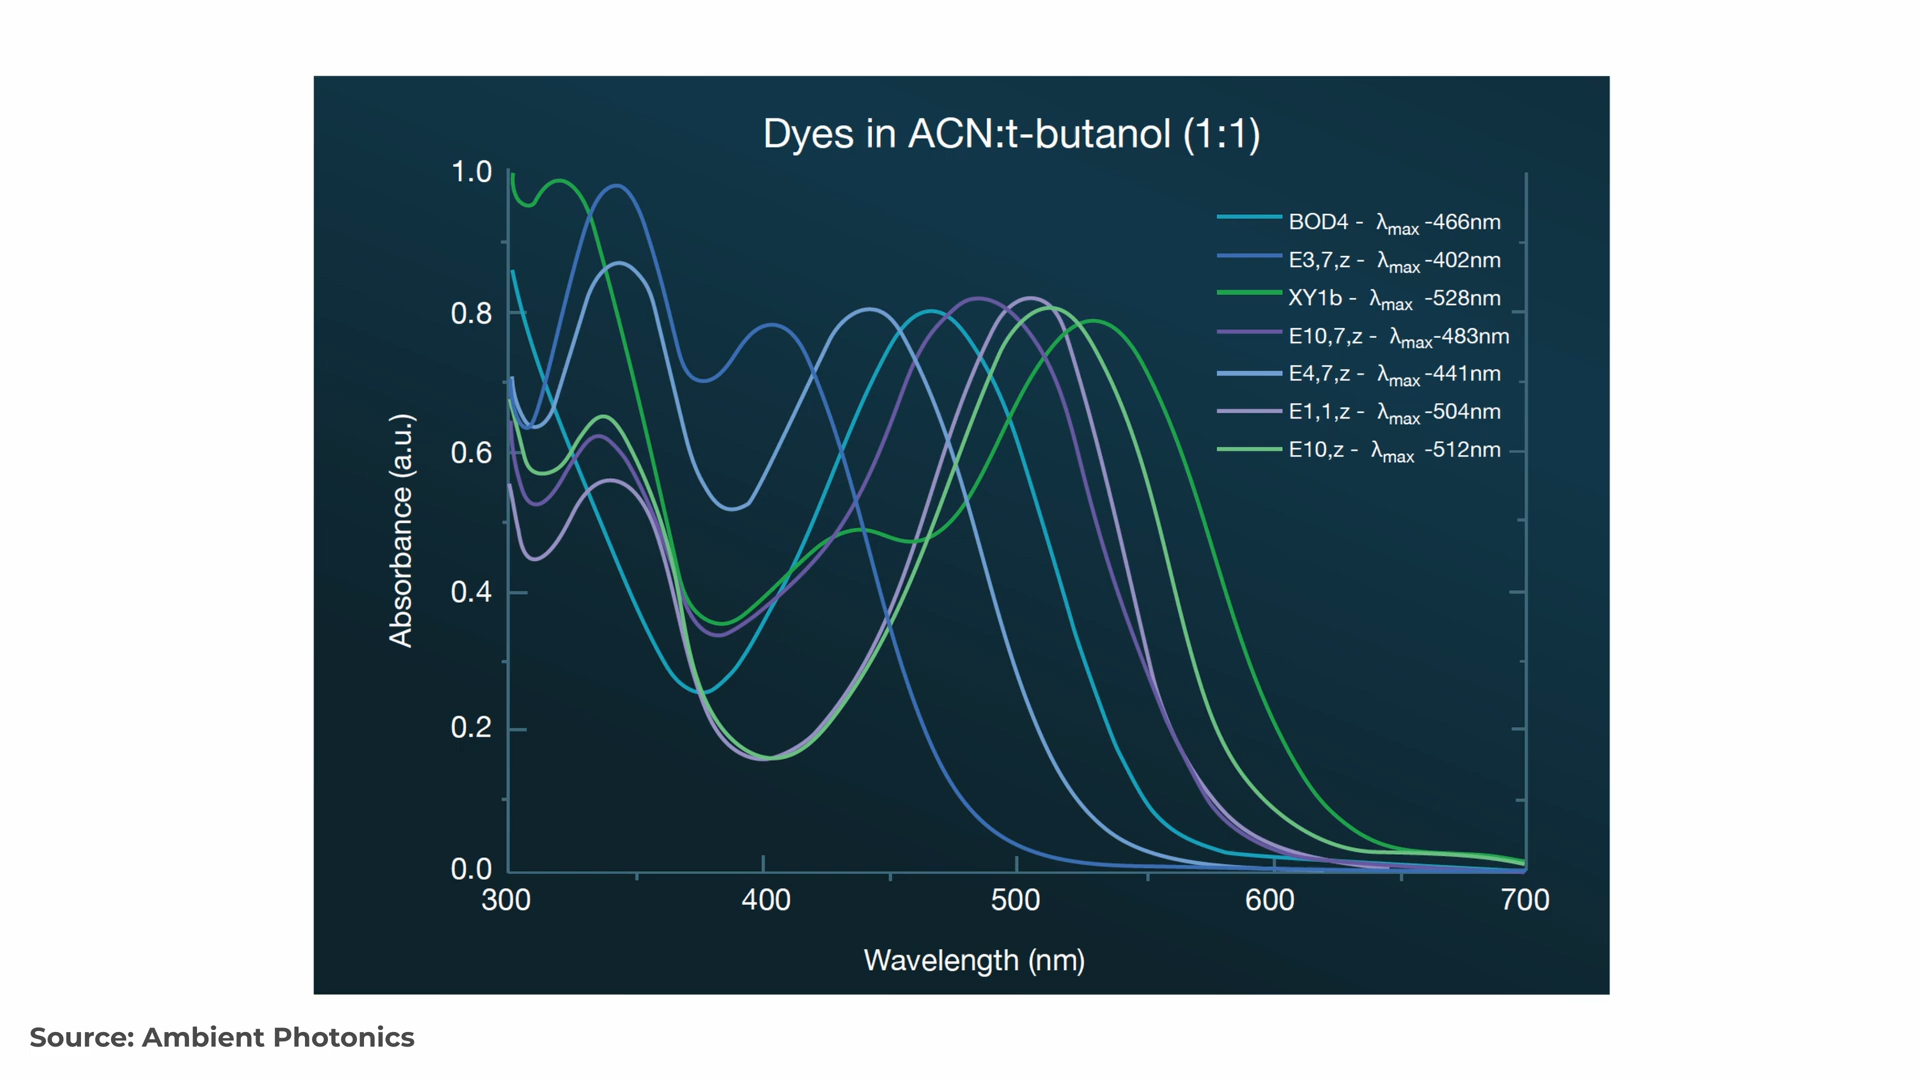 Dyes in ACN:t-butanol (1:1)
1.0
0.8
0.6
0.4
0.2
0.0
Absorbance (a.u.)
BOD4 - λmax -466nm
E3,7,z - λmax -402nm
XY1b - λmax -528nm
E10,7,z - λmax-483nm
E4,7,z - λmax -441nm
E1,1,z - λmax -504nm
E10,z - λmax -512nm
300 400 500 600 700
Wavelength (nm)
Source: Ambient Photonics